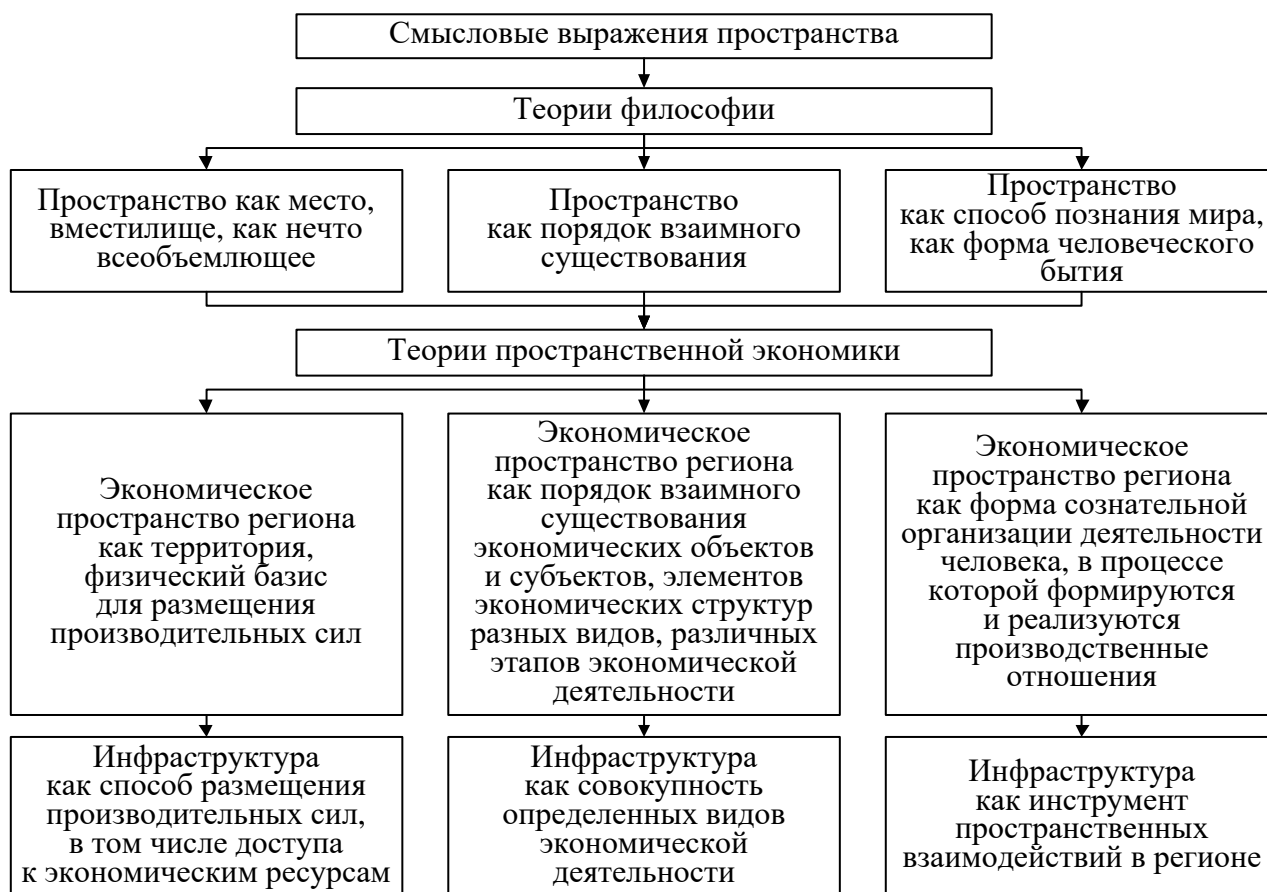 Смысловые выражения пространства
Теории философии
Пространство как место,
вместилище, как нечто
всеобъемлющее
Пространство
как порядок взаимного
существования
Пространство
как способ познания мира,
как форма человеческого
бытия
Теории пространственной экономики
Экономическое
пространство региона
как территория,
физический базис
для размещения
производительных сил
Экономическое
пространство региона
как порядок взаимного
существования
экономических объектов
и субъектов, элементов
экономических структур
разных видов, различных
этапов экономической
деятельности
Экономическое
пространство региона
как форма сознательной
организации деятельности
человека, в процессе
которой формируются
и реализуются
производственные
отношения
Инфраструктура
как способ размещения
производительных сил,
в том числе доступа
к экономическим ресурсам
Инфраструктура
как совокупность
определенных видов
экономической
деятельности
Инфраструктура
как инструмент
пространственных
взаимодействий в регионе